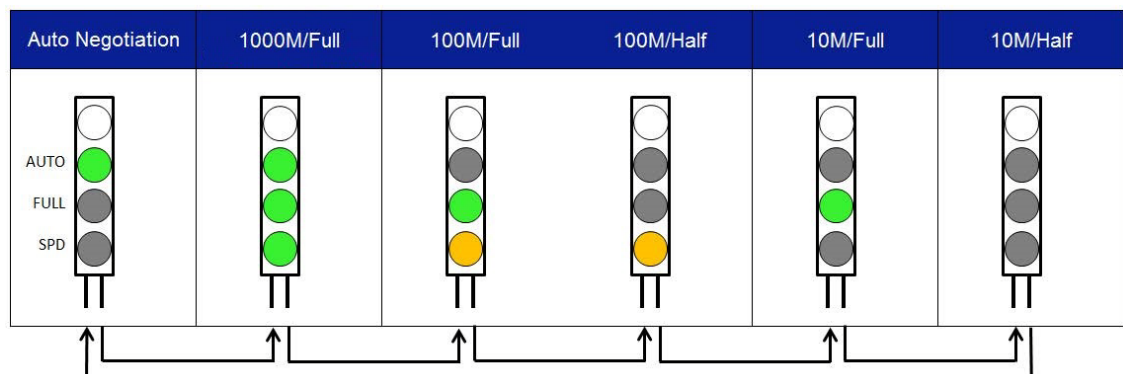 Auto Negotiation
1000M/Full
100M/Full
100M/Half
10M/Full
10M/Half
AUTO
FULL
SPD